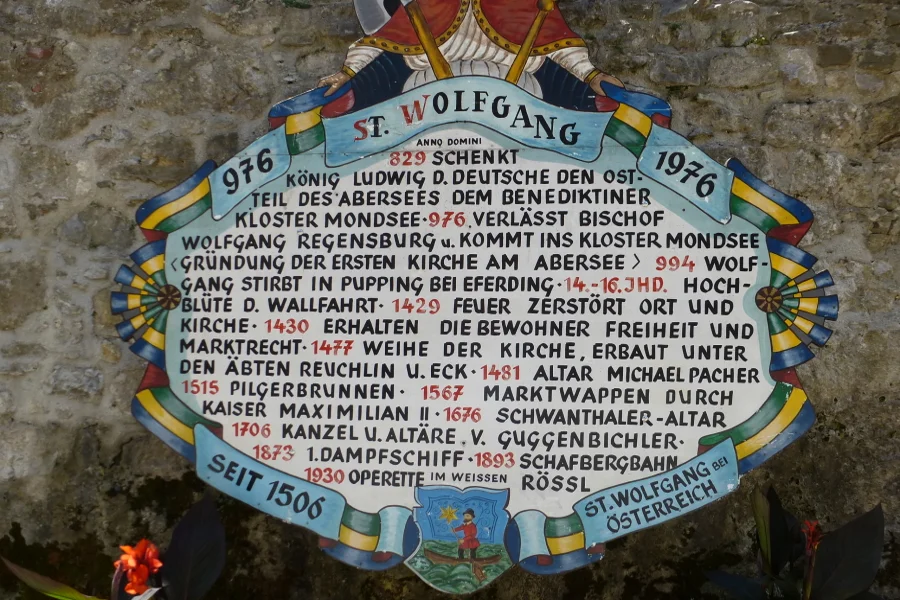 ST. WOLFGANG
976
1976
ANNO DOMINI
829 SCHENKT
KÖNIG LUDWIG D. DEUTSCHE DEN OST-
TEIL DES ABERSEES DEM BENEDIKTINER
KLOSTER MONDSEE·976.VERLÄSST BISCHOF
WOLFGANG REGENSBURG u. KOMMT INS KLOSTER MONDSEE
<GRÜNDUNG DER ERSTEN KIRCHE AM ABERSEE> 994 WOLF-
GANG STIRBT IN PUPPING BEI EFERDING·14.-16.JHD. HOCH-
BLÜTE D. WALLFAHRT·1429 FEUER ZERSTÖRT ORT UND
KIRCHE·1430 ERHALTEN DIE BEWOHNER FREIHEIT UND
MARKTRECHT·1477 WEIHE DER KIRCHE, ERBAUT UNTER
DEN ÄBTEN REUCHLIN U. ECK·1481 ALTAR MICHAEL PACHER
1515 PILGERBRUNNEN· 1567 MARKTWAPPEN DURCH
KAISER MAXIMILIAN II·1676 SCHWANTHALER-ALTAR
1706 KANZEL U. ALTÄRE. V. GUGGENBICHLER·
1873 1.DAMPFSCHIFF·1893 SCHAFBERGBAHN
1930 OPERETTE IM WEISSEN RÖSSL
SEIT 1506
ST. WOLFGANG BEI
ÖSTERREICH